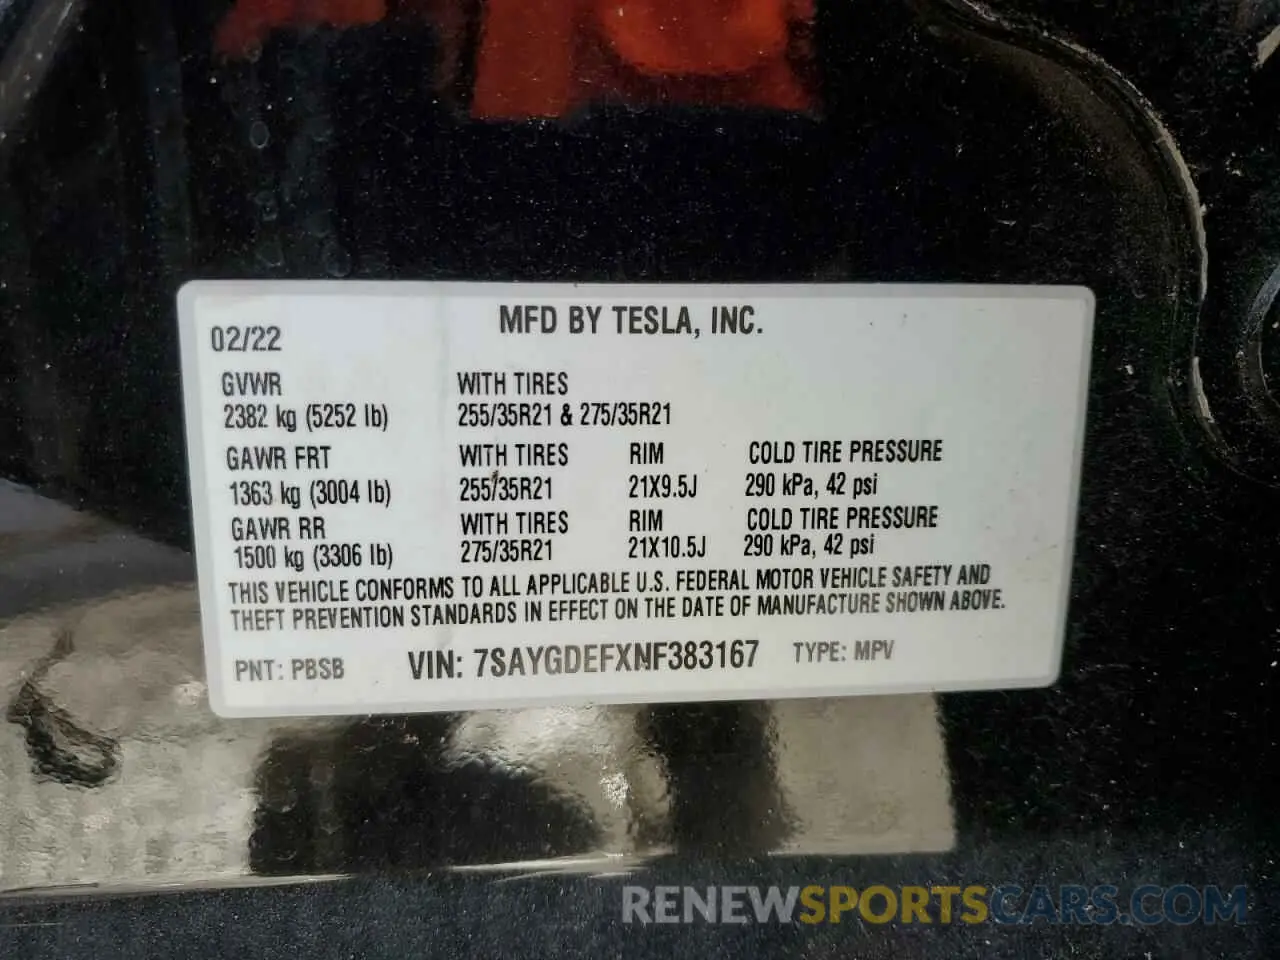 MFD BY TESLA, INC.
02/22
GVWR WITH TIRES
2382 kg (5252 lb) 255/35R21 & 275/35R21
GAWR FRT WITH TIRES RIM COLD TIRE PRESSURE
1363 kg (3004 lb) 255/35R21 21X9.5J 290 kPa, 42 psi
GAWR RR WITH TIRES RIM COLD TIRE PRESSURE
1500 kg (3306 lb) 275/35R21 21X10.5J 290 kPa, 42 psi
THIS VEHICLE CONFORMS TO ALL APPLICABLE U.S. FEDERAL MOTOR VEHICLE SAFETY AND
THEFT PREVENTION STANDARDS IN EFFECT ON THE DATE OF MANUFACTURE SHOWN ABOVE.
PNT: PBSB VIN: 7SAYGDEFXNF383167 TYPE: MPV
RENEWSPORTSCARS.COM